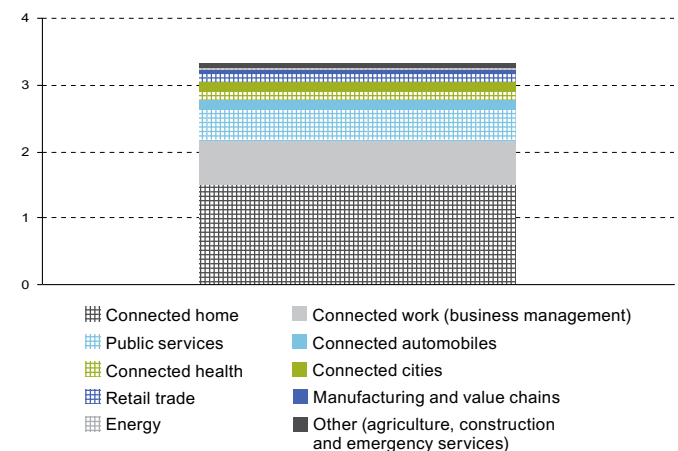 4
3
2
1
0
Connected home
Connected work (business management)
Public services
Connected automobiles
Connected health
Connected cities
Retail trade
Manufacturing and value chains
Energy
Other (agriculture, construction
and emergency services)